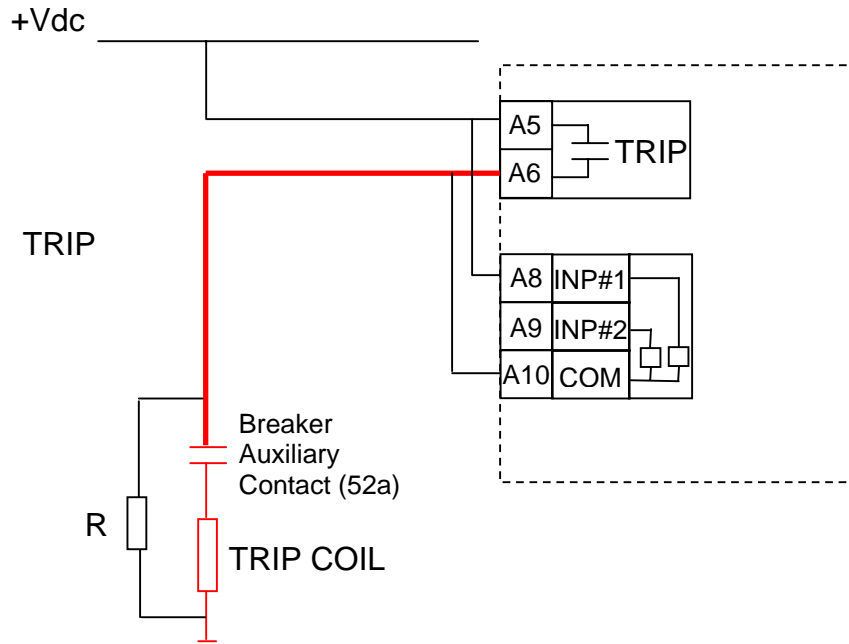 +Vdc
A5
TRIP
A6
TRIP
A8 INP#1
A9 INP#2
A10 COM
Breaker
Auxiliary
Contact (52a)
R
TRIP COIL